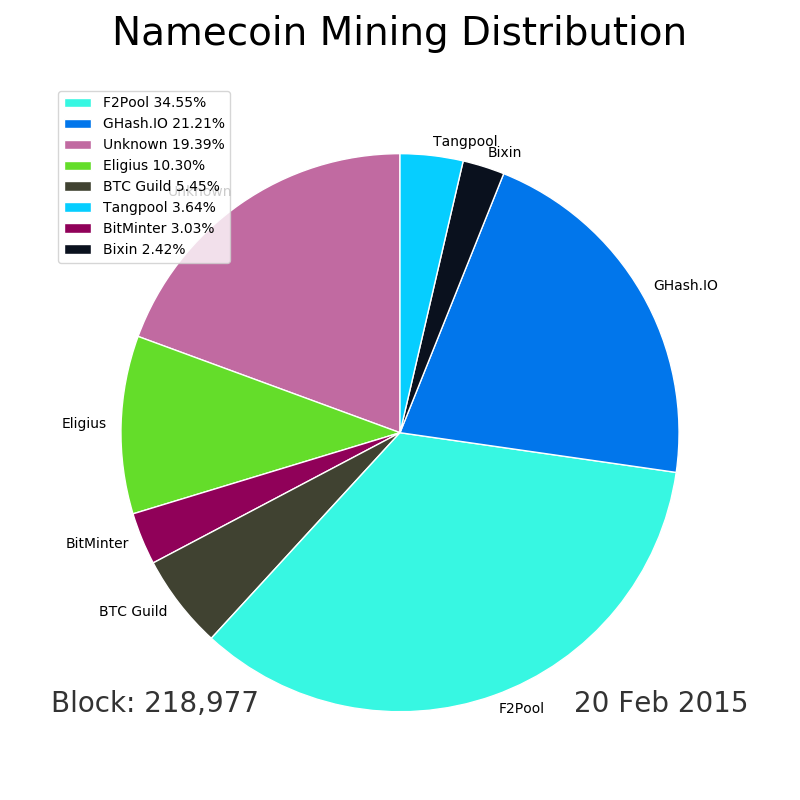 Namecoin Mining Distribution
F2Pool 34.55%
GHash.IO 21.21%
Unknown 19.39%
Eligius 10.30%
BTC Guild 5.45%
Tangpool 3.64%
BitMinter 3.03%
Bixin 2.42%
Unknown
Tangpool
Bixin
GHash.IO
Eligius
BitMinter
BTC Guild
F2Pool
Block: 218,977
20 Feb 2015